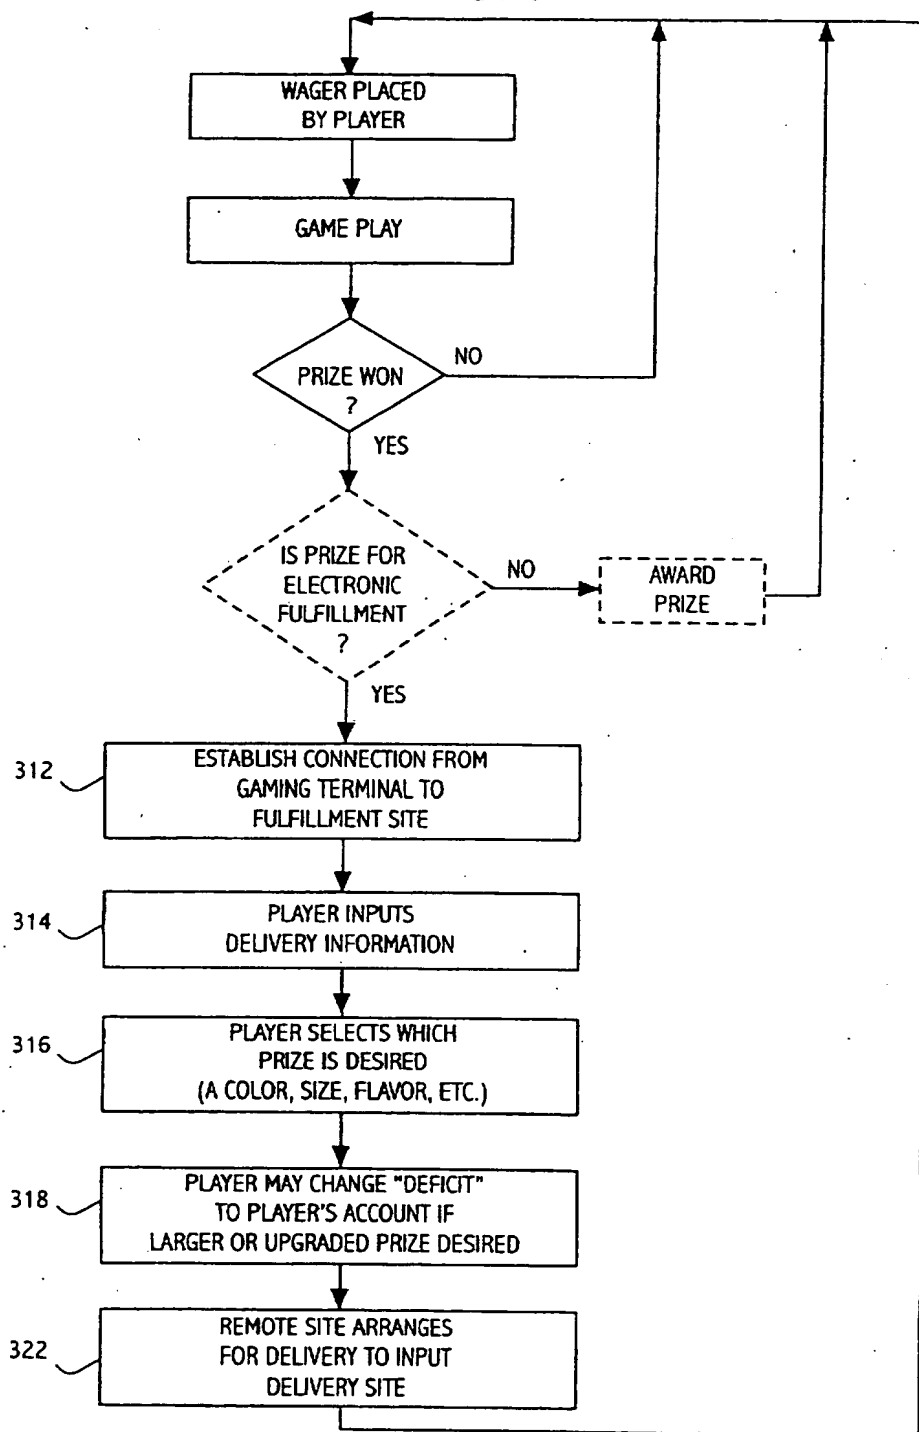 WAGER PLACED
BY PLAYER
GAME PLAY
NO
PRIZE WON
?
YES
IS PRIZE FOR
ELECTRONIC
FULFILLMENT
?
NO
AWARD
PRIZE
YES
312
ESTABLISH CONNECTION FROM
GAMING TERMINAL TO
FULFILLMENT SITE
314
PLAYER INPUTS
DELIVERY INFORMATION
316
PLAYER SELECTS WHICH
PRIZE IS DESIRED
(A COLOR, SIZE, FLAVOR, ETC.)
318
PLAYER MAY CHANGE "DEFICIT"
TO PLAYER'S ACCOUNT IF
LARGER OR UPGRADED PRIZE DESIRED
322
REMOTE SITE ARRANGES
FOR DELIVERY TO INPUT
DELIVERY SITE